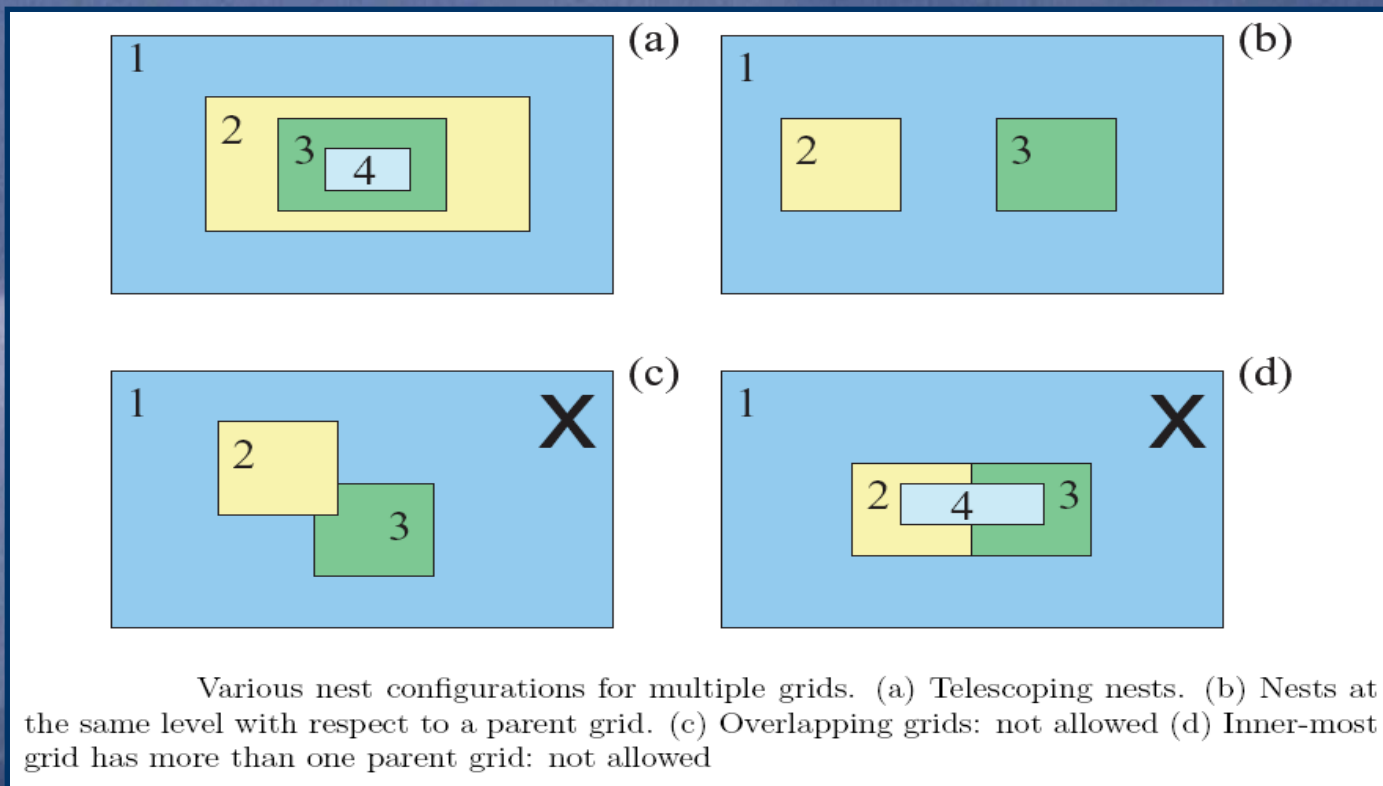 1
2
3
4
(a)
1
2
3
(b)
1
2
3
X
(c)
1
2
4
3
X
(d)
Various nest configurations for multiple grids. (a) Telescoping nests. (b) Nests at
the same level with respect to a parent grid. (c) Overlapping grids: not allowed (d) Inner-most
grid has more than one parent grid: not allowed